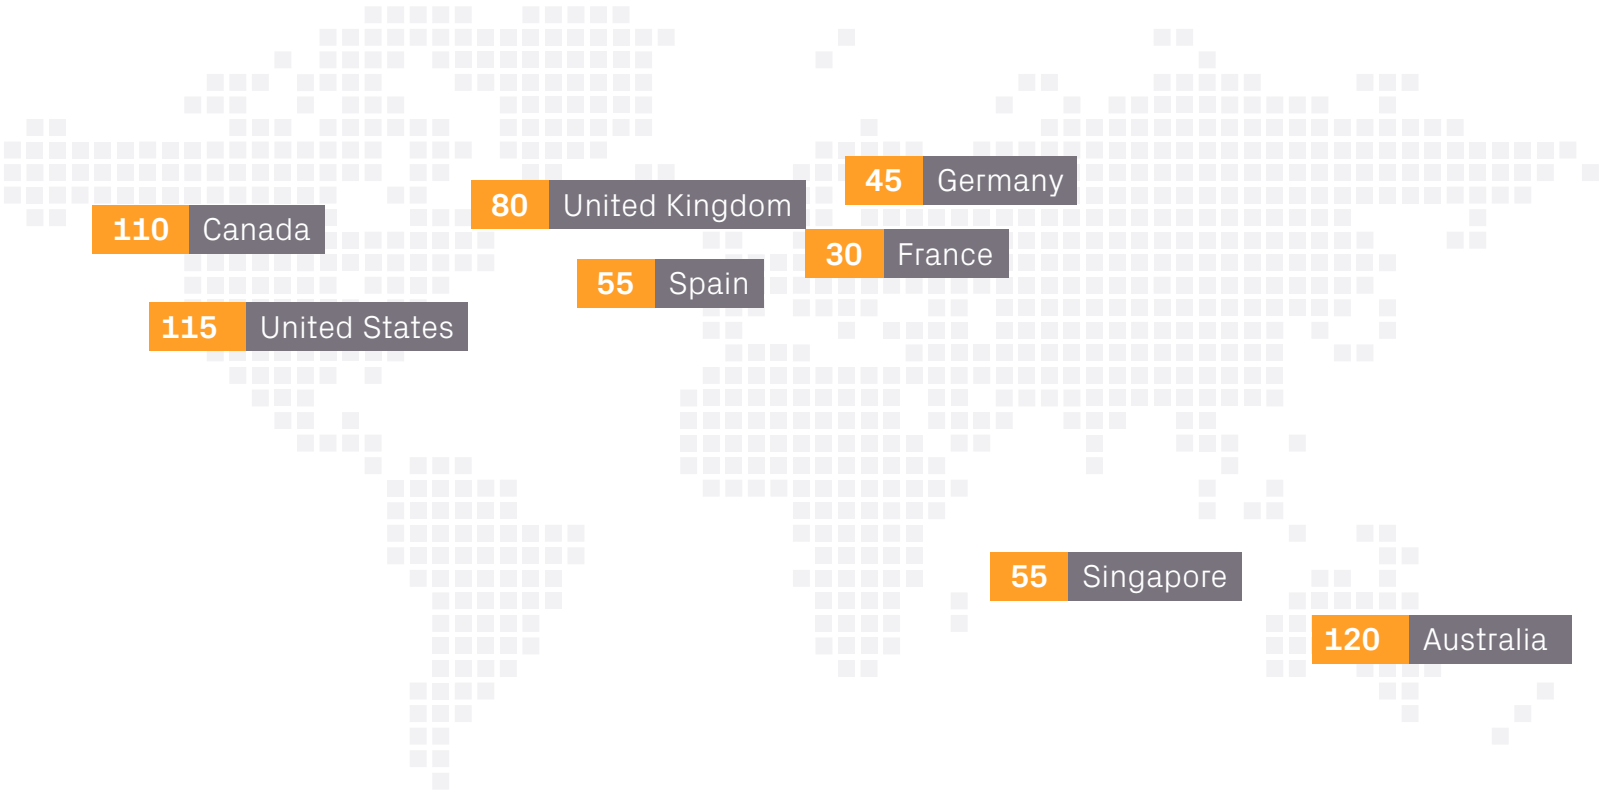 45 Germany
80 United Kingdom
110 Canada
30 France
55 Spain
115 United States
55 Singapore
120 Australia